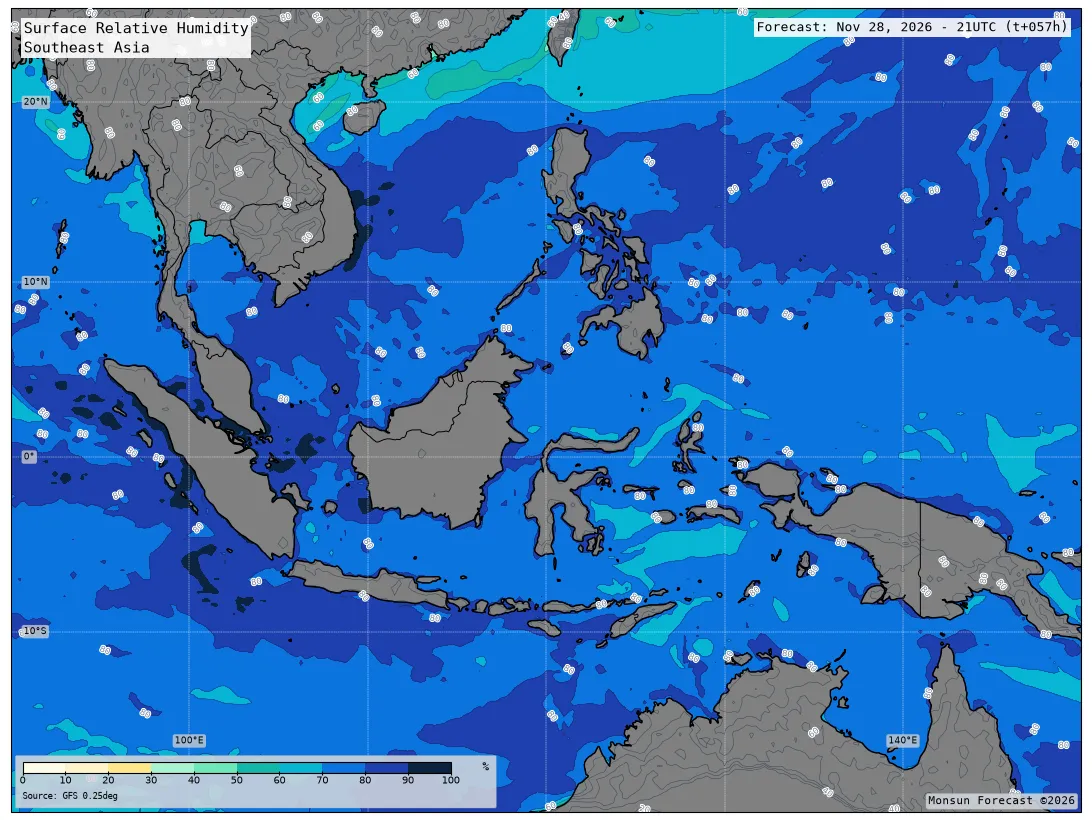 Surface Relative Humidity
Southeast Asia
Forecast: Nov 28, 2026 - 21UTC (t+057h)
20°N
10°N
0°
10°S
100°E
140°E
0 10 20 30 40 50 60 70 80 90 100
%
Source: GFS 0.25deg
Monsun Forecast ©2026